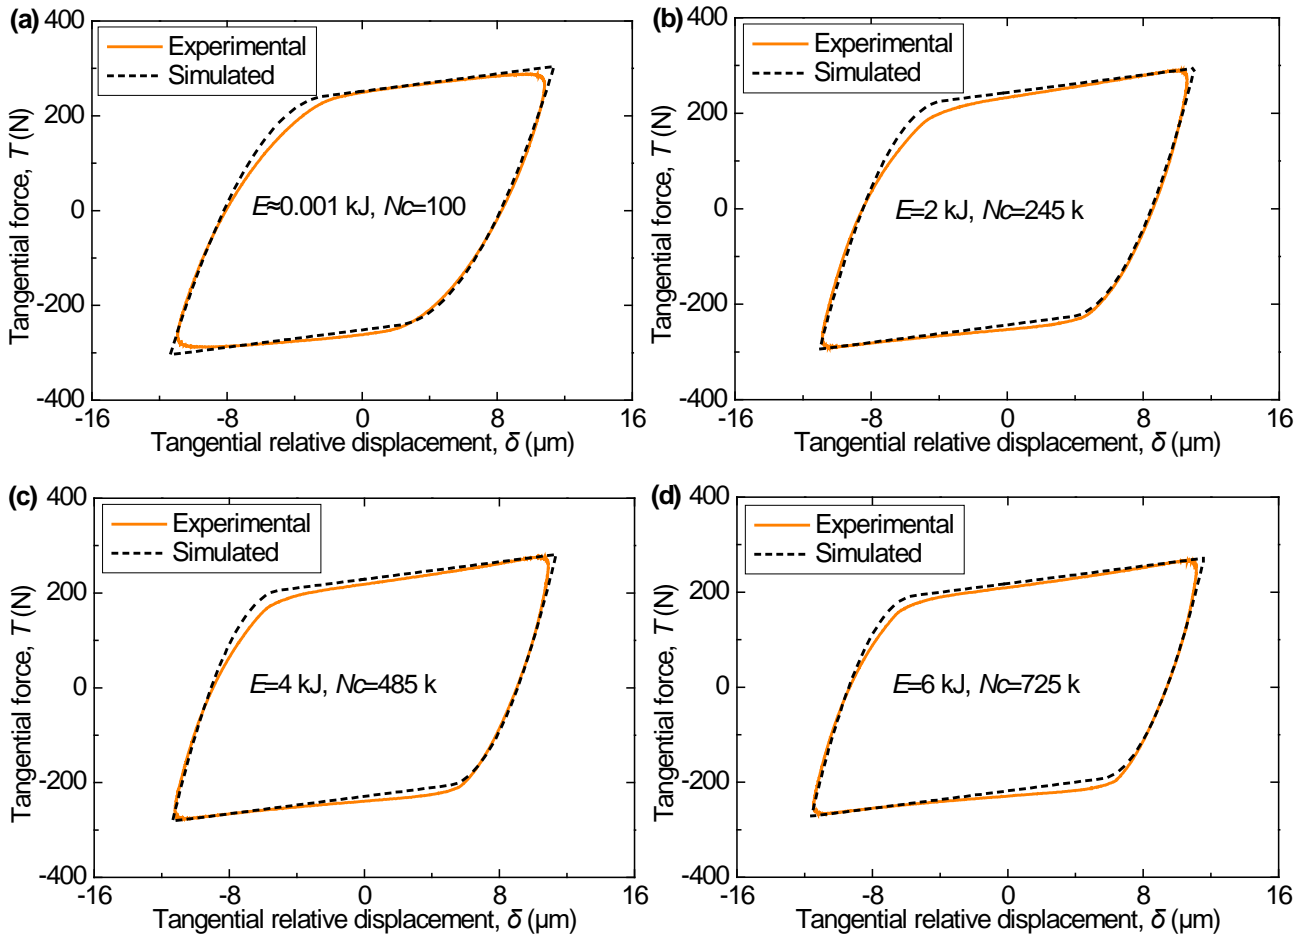 (a)
400
200
0
-200
-400
-16
-8
0
8
16
Tangential force, T (N)
Tangential relative displacement, δ (μm)
Experimental
Simulated
E≈0.001 kJ, Nc=100
(b)
400
200
0
-200
-400
-16
-8
0
8
16
Tangential force, T (N)
Tangential relative displacement, δ (μm)
Experimental
Simulated
E=2 kJ, Nc=245 k
(c)
400
200
0
-200
-400
-16
-8
0
8
16
Tangential force, T (N)
Tangential relative displacement, δ (μm)
Experimental
Simulated
E=4 kJ, Nc=485 k
(d)
400
200
0
-200
-400
-16
-8
0
8
16
Tangential force, T (N)
Tangential relative displacement, δ (μm)
Experimental
Simulated
E=6 kJ, Nc=725 k